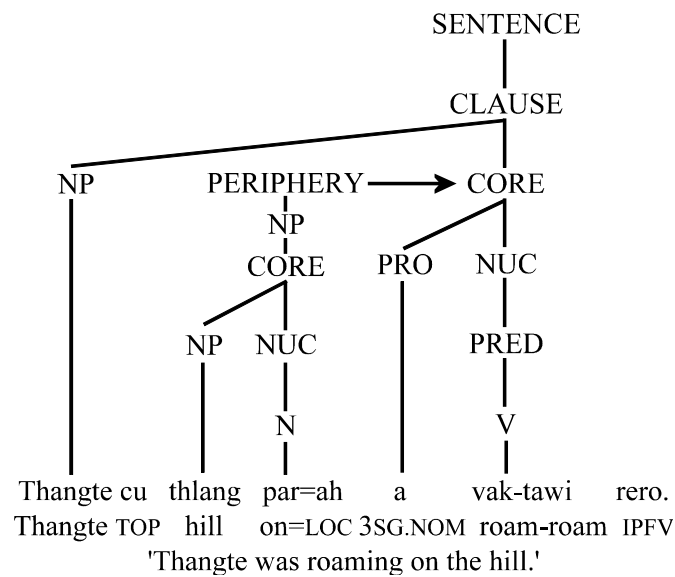 SENTENCE
CLAUSE
NP PERIPHERY CORE
NP
CORE PRO NUC
NP NUC PRED
N V
Thangte cu thlang par=ah a vak-tawi rero.
Thangte TOP hill on=LOC 3SG.NOM roam-roam IPFV
'Thangte was roaming on the hill.'